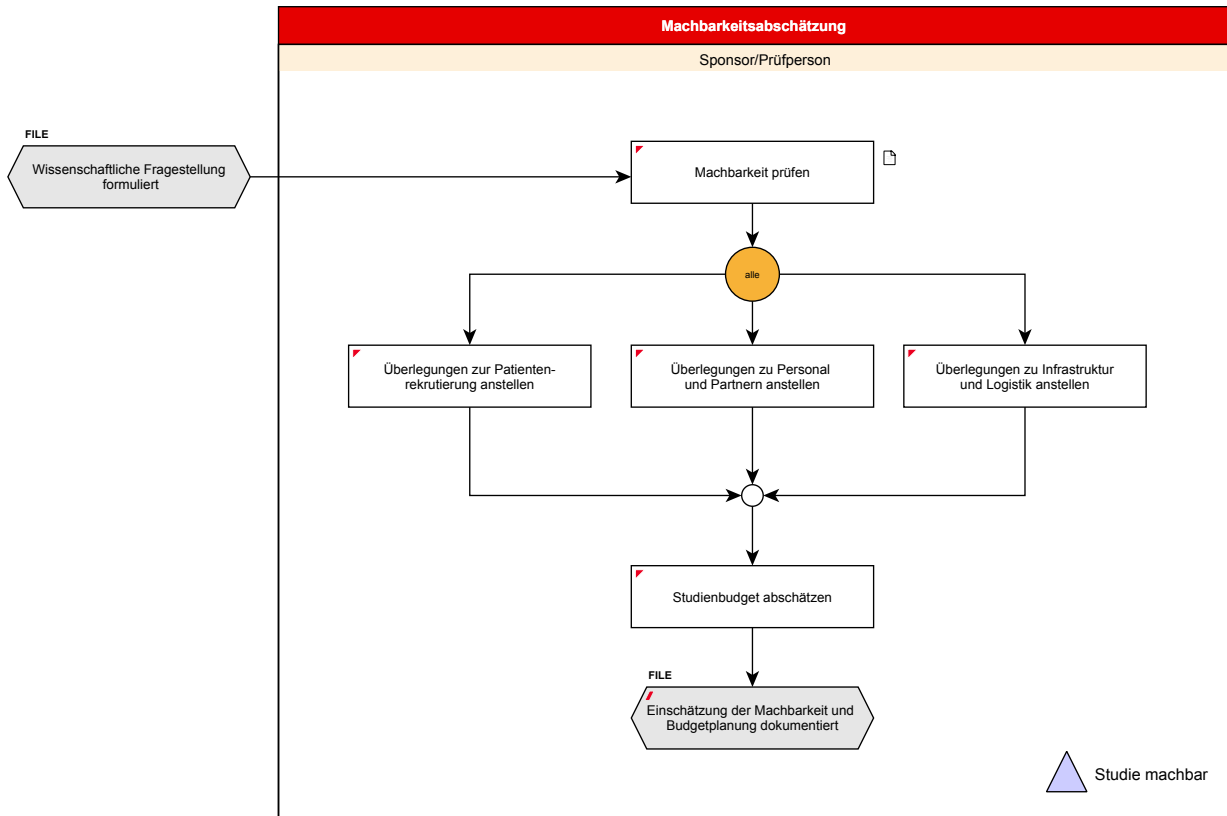 Machbarkeitsabschätzung
Sponsor/Prüfperson
FILE
Wissenschaftliche Fragestellung
formuliert
Machbarkeit prüfen
alle
Überlegungen zur Patienten-
rekrutierung anstellen
Überlegungen zu Personal
und Partnern anstellen
Überlegungen zu Infrastruktur
und Logistik anstellen
Studienbudget abschätzen
FILE
Einschätzung der Machbarkeit und
Budgetplanung dokumentiert
Studie machbar